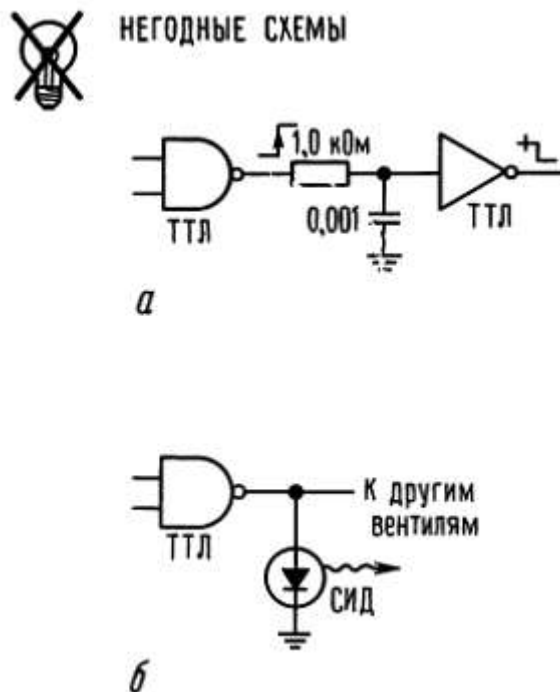 НЕГОДНЫЕ СХЕМЫ
1,0 кОм
ТТЛ
0,001
ТТЛ
а
К другим
вентилям
ТТЛ
СИД
б